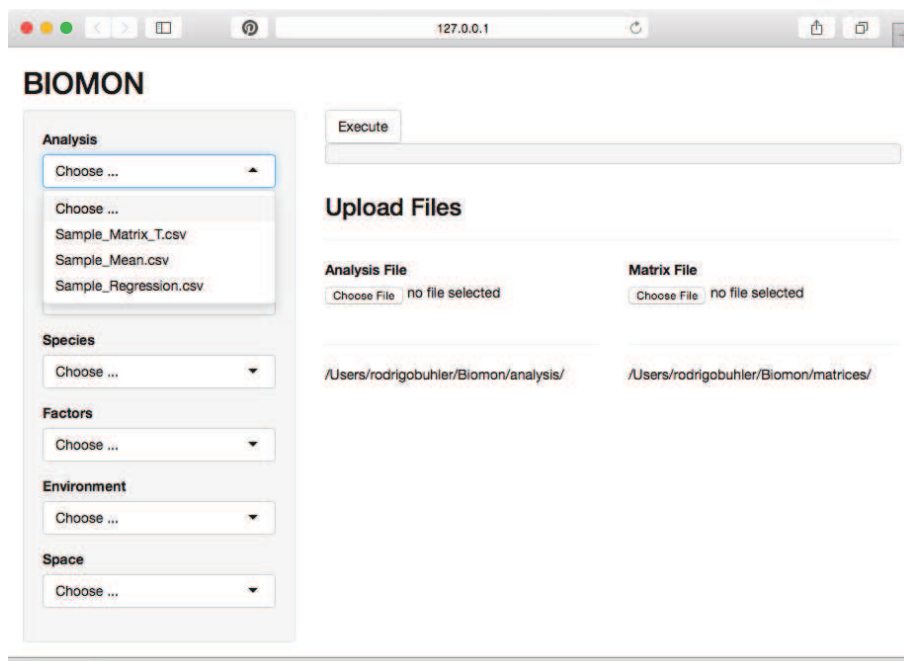 127.0.0.1
BIOMON
Analysis
Choose ...
Choose ...
Sample_Matrix_T.csv
Sample_Mean.csv
Sample_Regression.csv
Species
Choose ...
Factors
Choose ...
Environment
Choose ...
Space
Choose ...
Execute
Upload Files
Analysis File
Choose File no file selected
/Users/rodrigobuhler/Biomon/analysis/
Matrix File
Choose File no file selected
/Users/rodrigobuhler/Biomon/matrices/